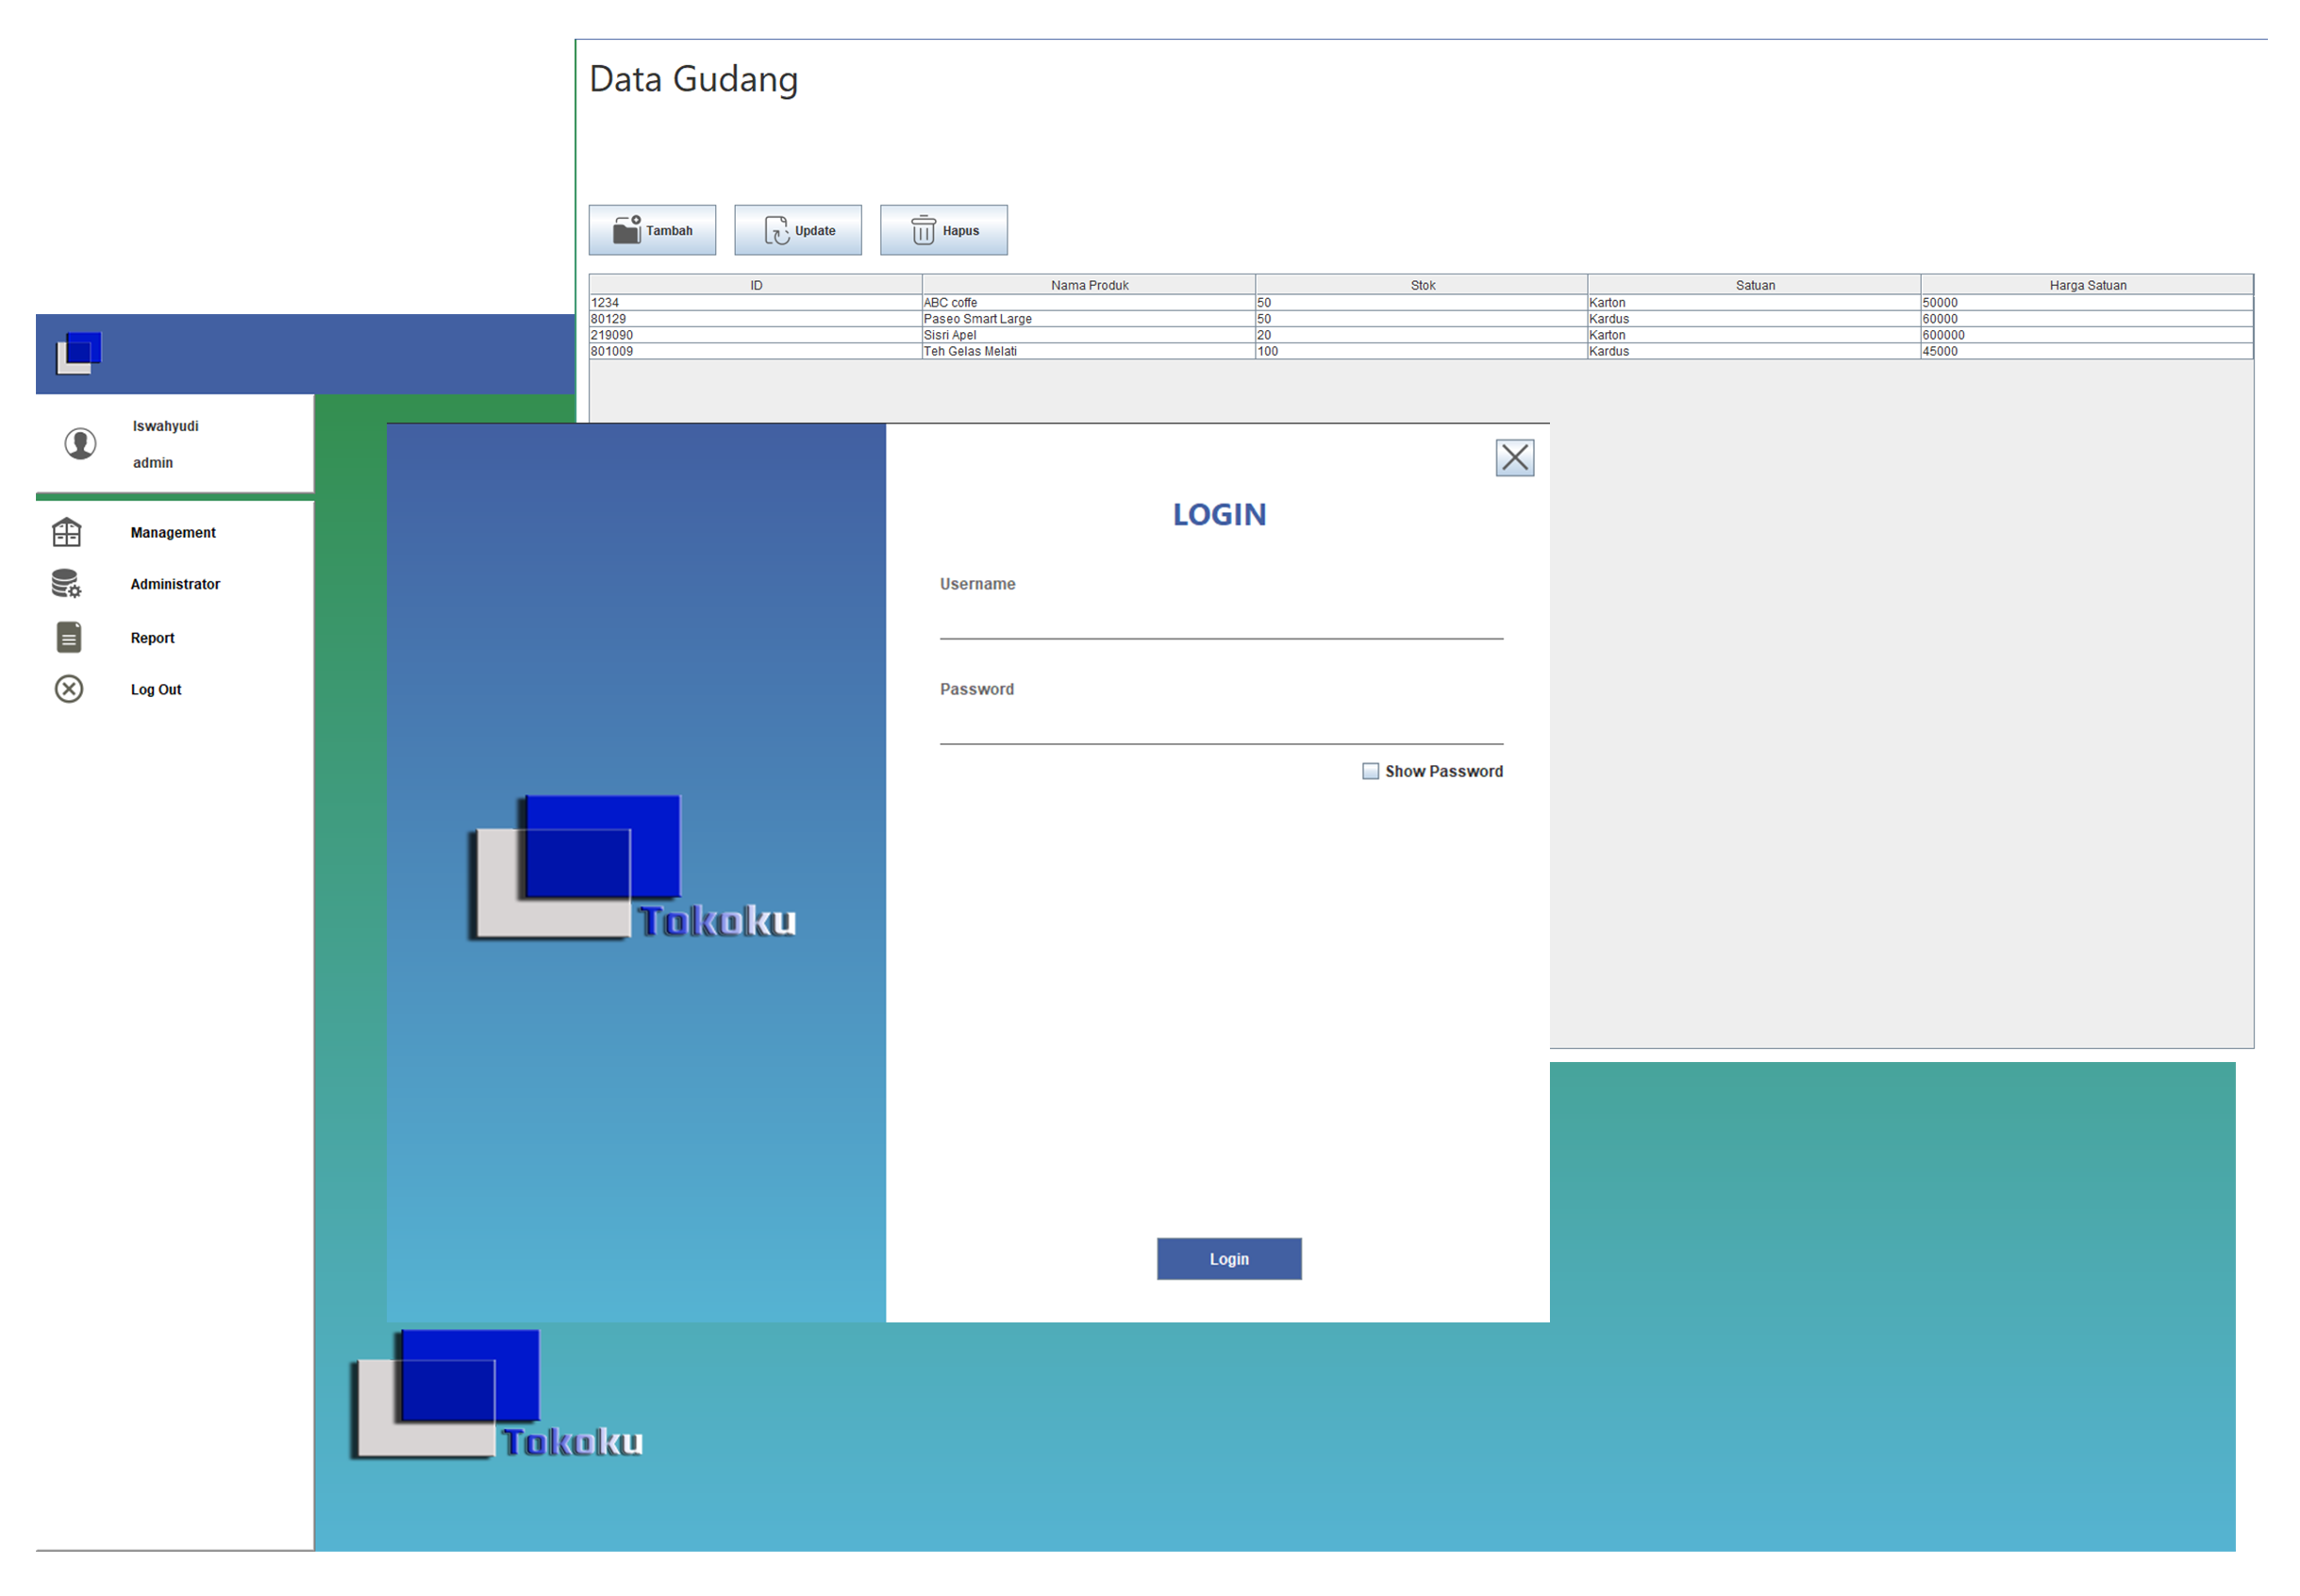 Data Gudang
Tambah Update Hapus
ID Nama Produk Stok Satuan Harga Satuan
1234 ABC coffe 50 Karton 50000
80129 Paseo Smart Large 50 Kardus 60000
219090 Sisri Apel 20 Karton 600000
801009 Teh Gelas Melati 100 Kardus 45000
Iswahyudi
admin
Management
Administrator
Report
Log Out
LOGIN
Username
Password
Show Password
Tokoku
Login
Tokoku